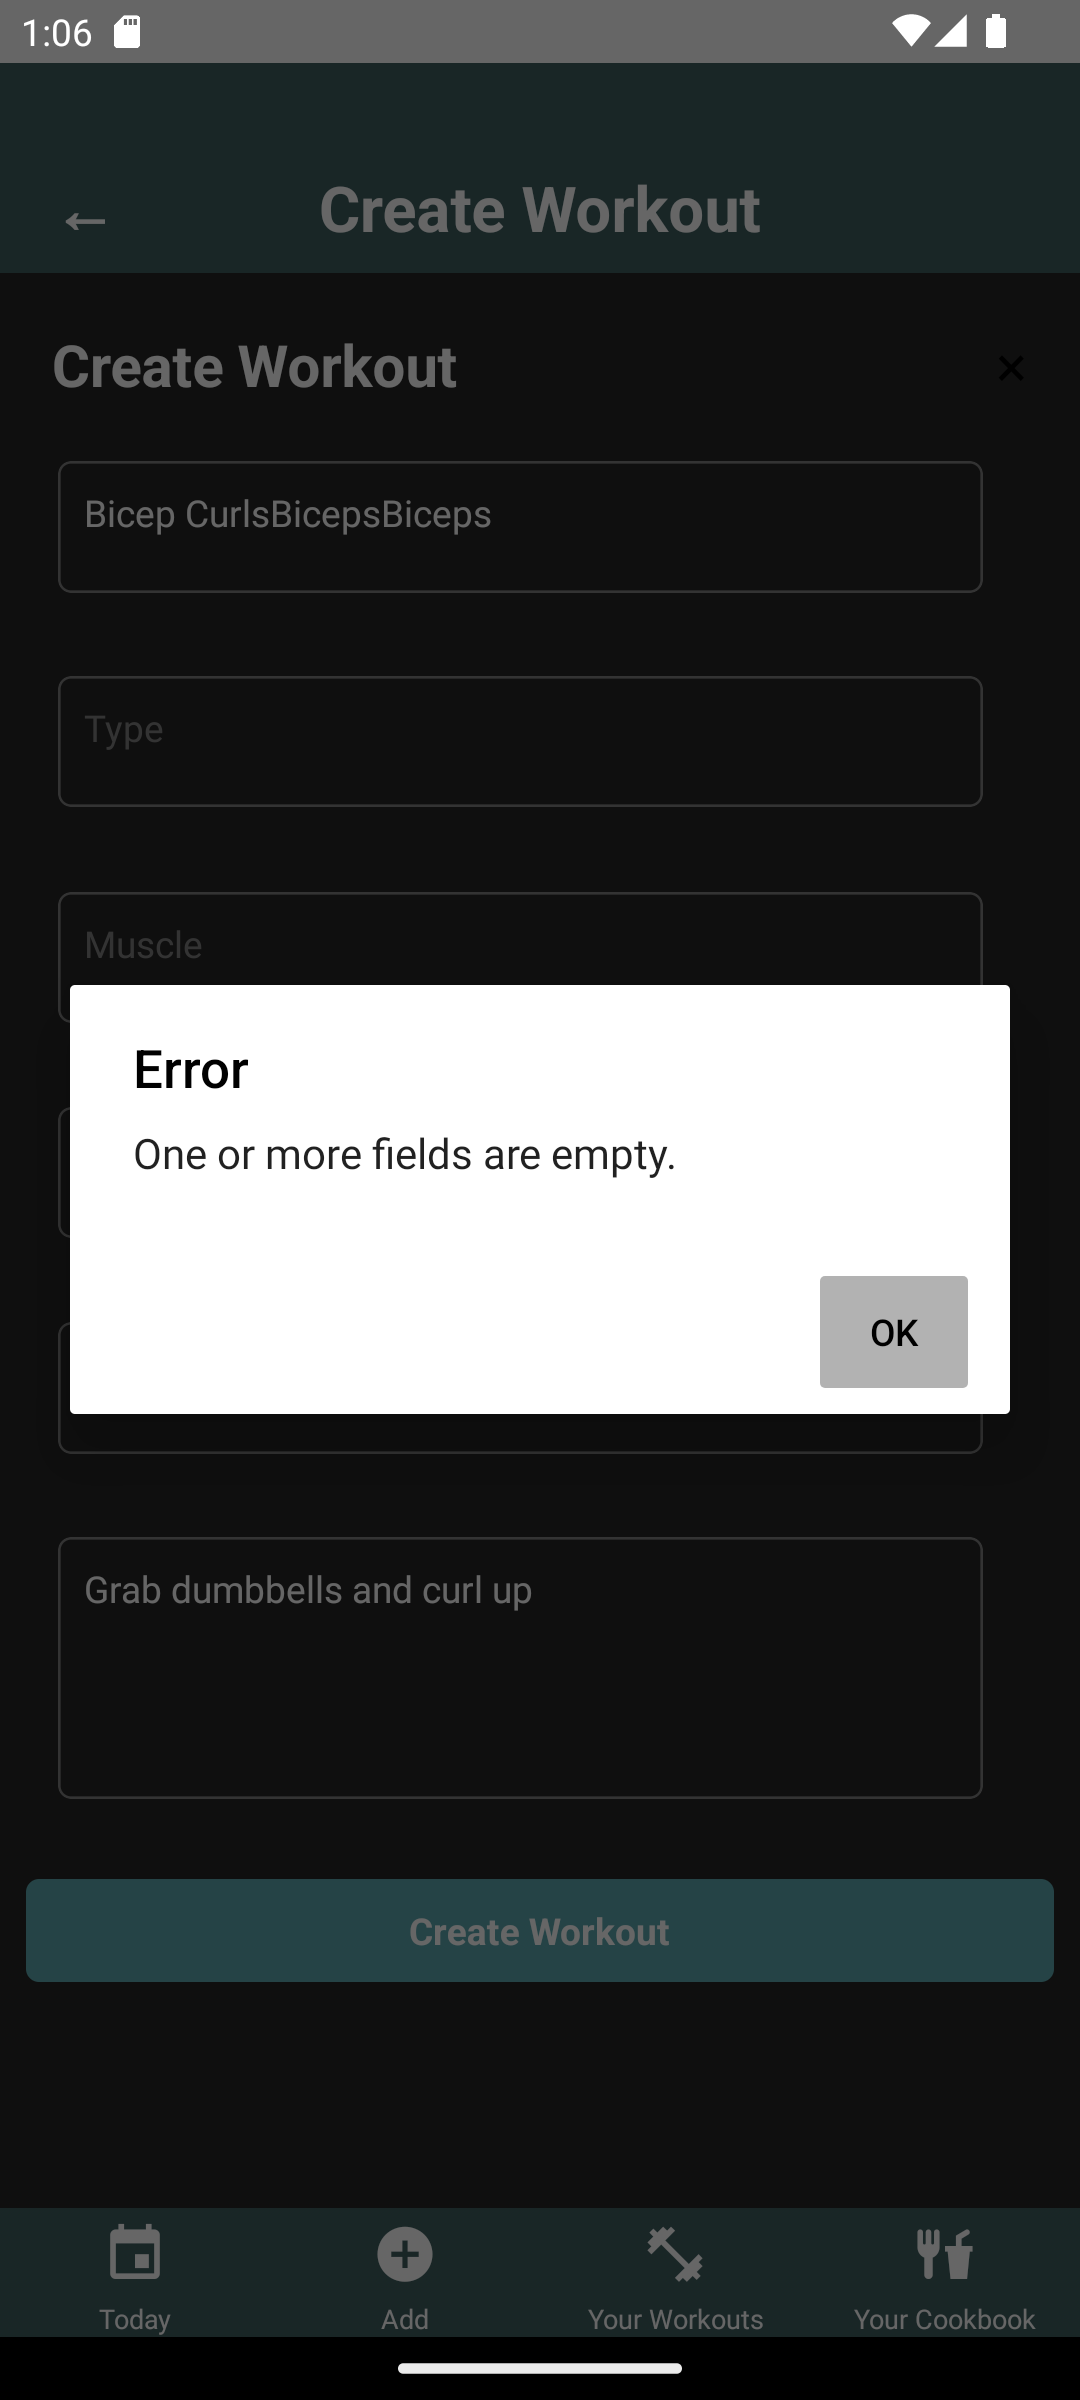 1:06
← Create Workout
Create Workout ×
Bicep CurlsBicepsBiceps
Type
Muscle
Error
One or more fields are empty.
OK
Grab dumbbells and curl up
Create Workout
Today Add Your Workouts Your Cookbook